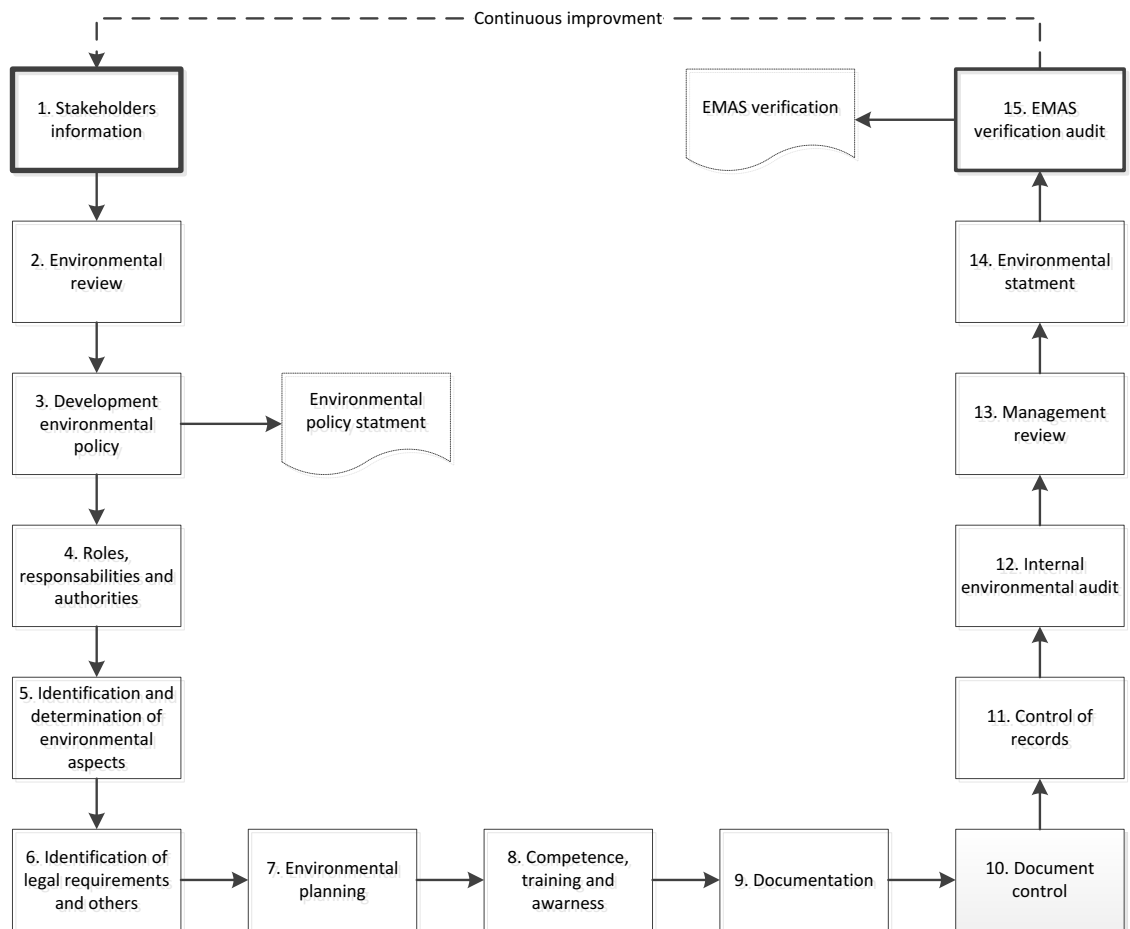 Continuous improvment
1. Stakeholders
information
EMAS verification
15. EMAS
verification audit
2. Environmental
review
14. Environmental
statment
3. Development
environmental
policy
Environmental
policy statment
13. Management
review
4. Roles,
responsabilities and
authorities
12. Internal
environmental audit
5. Identification and
determination of
environmental
aspects
11. Control of
records
6. Identification of
legal requirements
and others
7. Environmental
planning
8. Competence,
training and
awarness
9. Documentation
10. Document
control